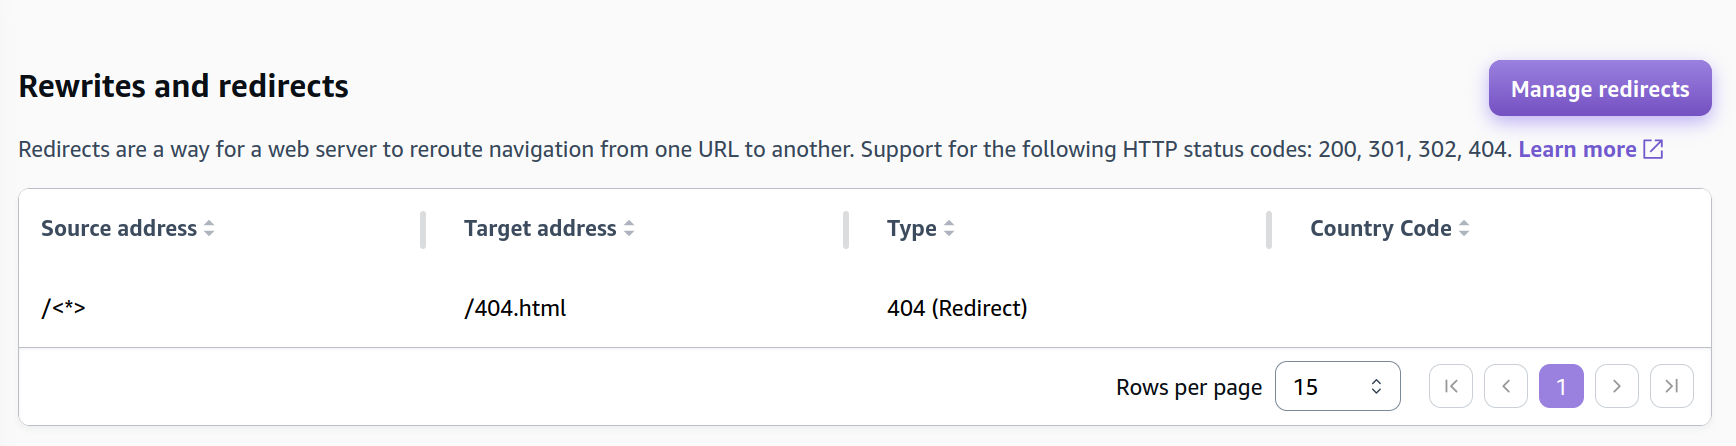 Rewrites and redirects
Manage redirects
Redirects are a way for a web server to reroute navigation from one URL to another. Support for the following HTTP status codes: 200, 301, 302, 404. Learn more
Source address Target address Type Country Code
/<*> /404.html 404 (Redirect)
Rows per page 15 1